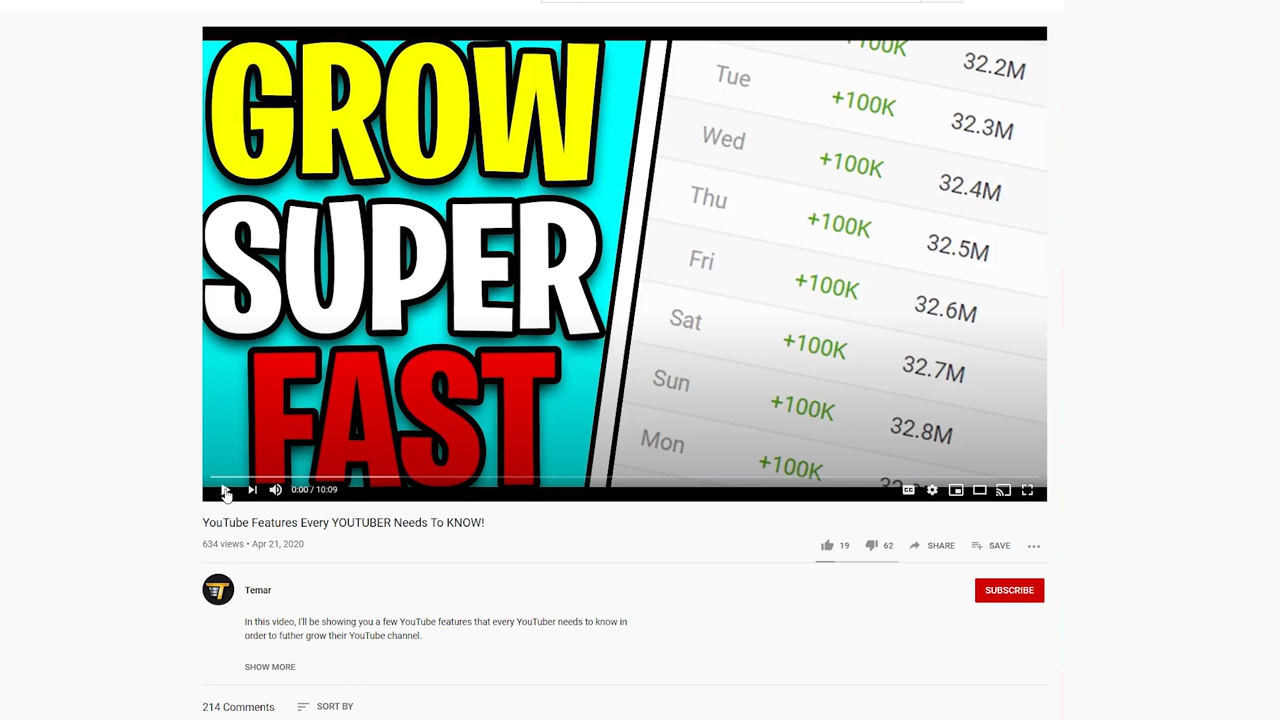 GROW
SUPER
FAST
+100K 32.2M
Tue +100K 32.3M
Wed +100K 32.4M
Thu +100K 32.5M
Fri +100K 32.6M
Sat +100K 32.7M
Sun +100K 32.8M
Mon +100K
0:00 / 10:09
CC
YouTube Features Every YOUTUBER Needs To KNOW!
634 views • Apr 21, 2020
19 62 SHARE SAVE
T
Temar
SUBSCRIBE
In this video, I'll be showing you a few YouTube features that every YouTuber needs to know in
order to futher grow their YouTube channel.
SHOW MORE
214 Comments SORT BY